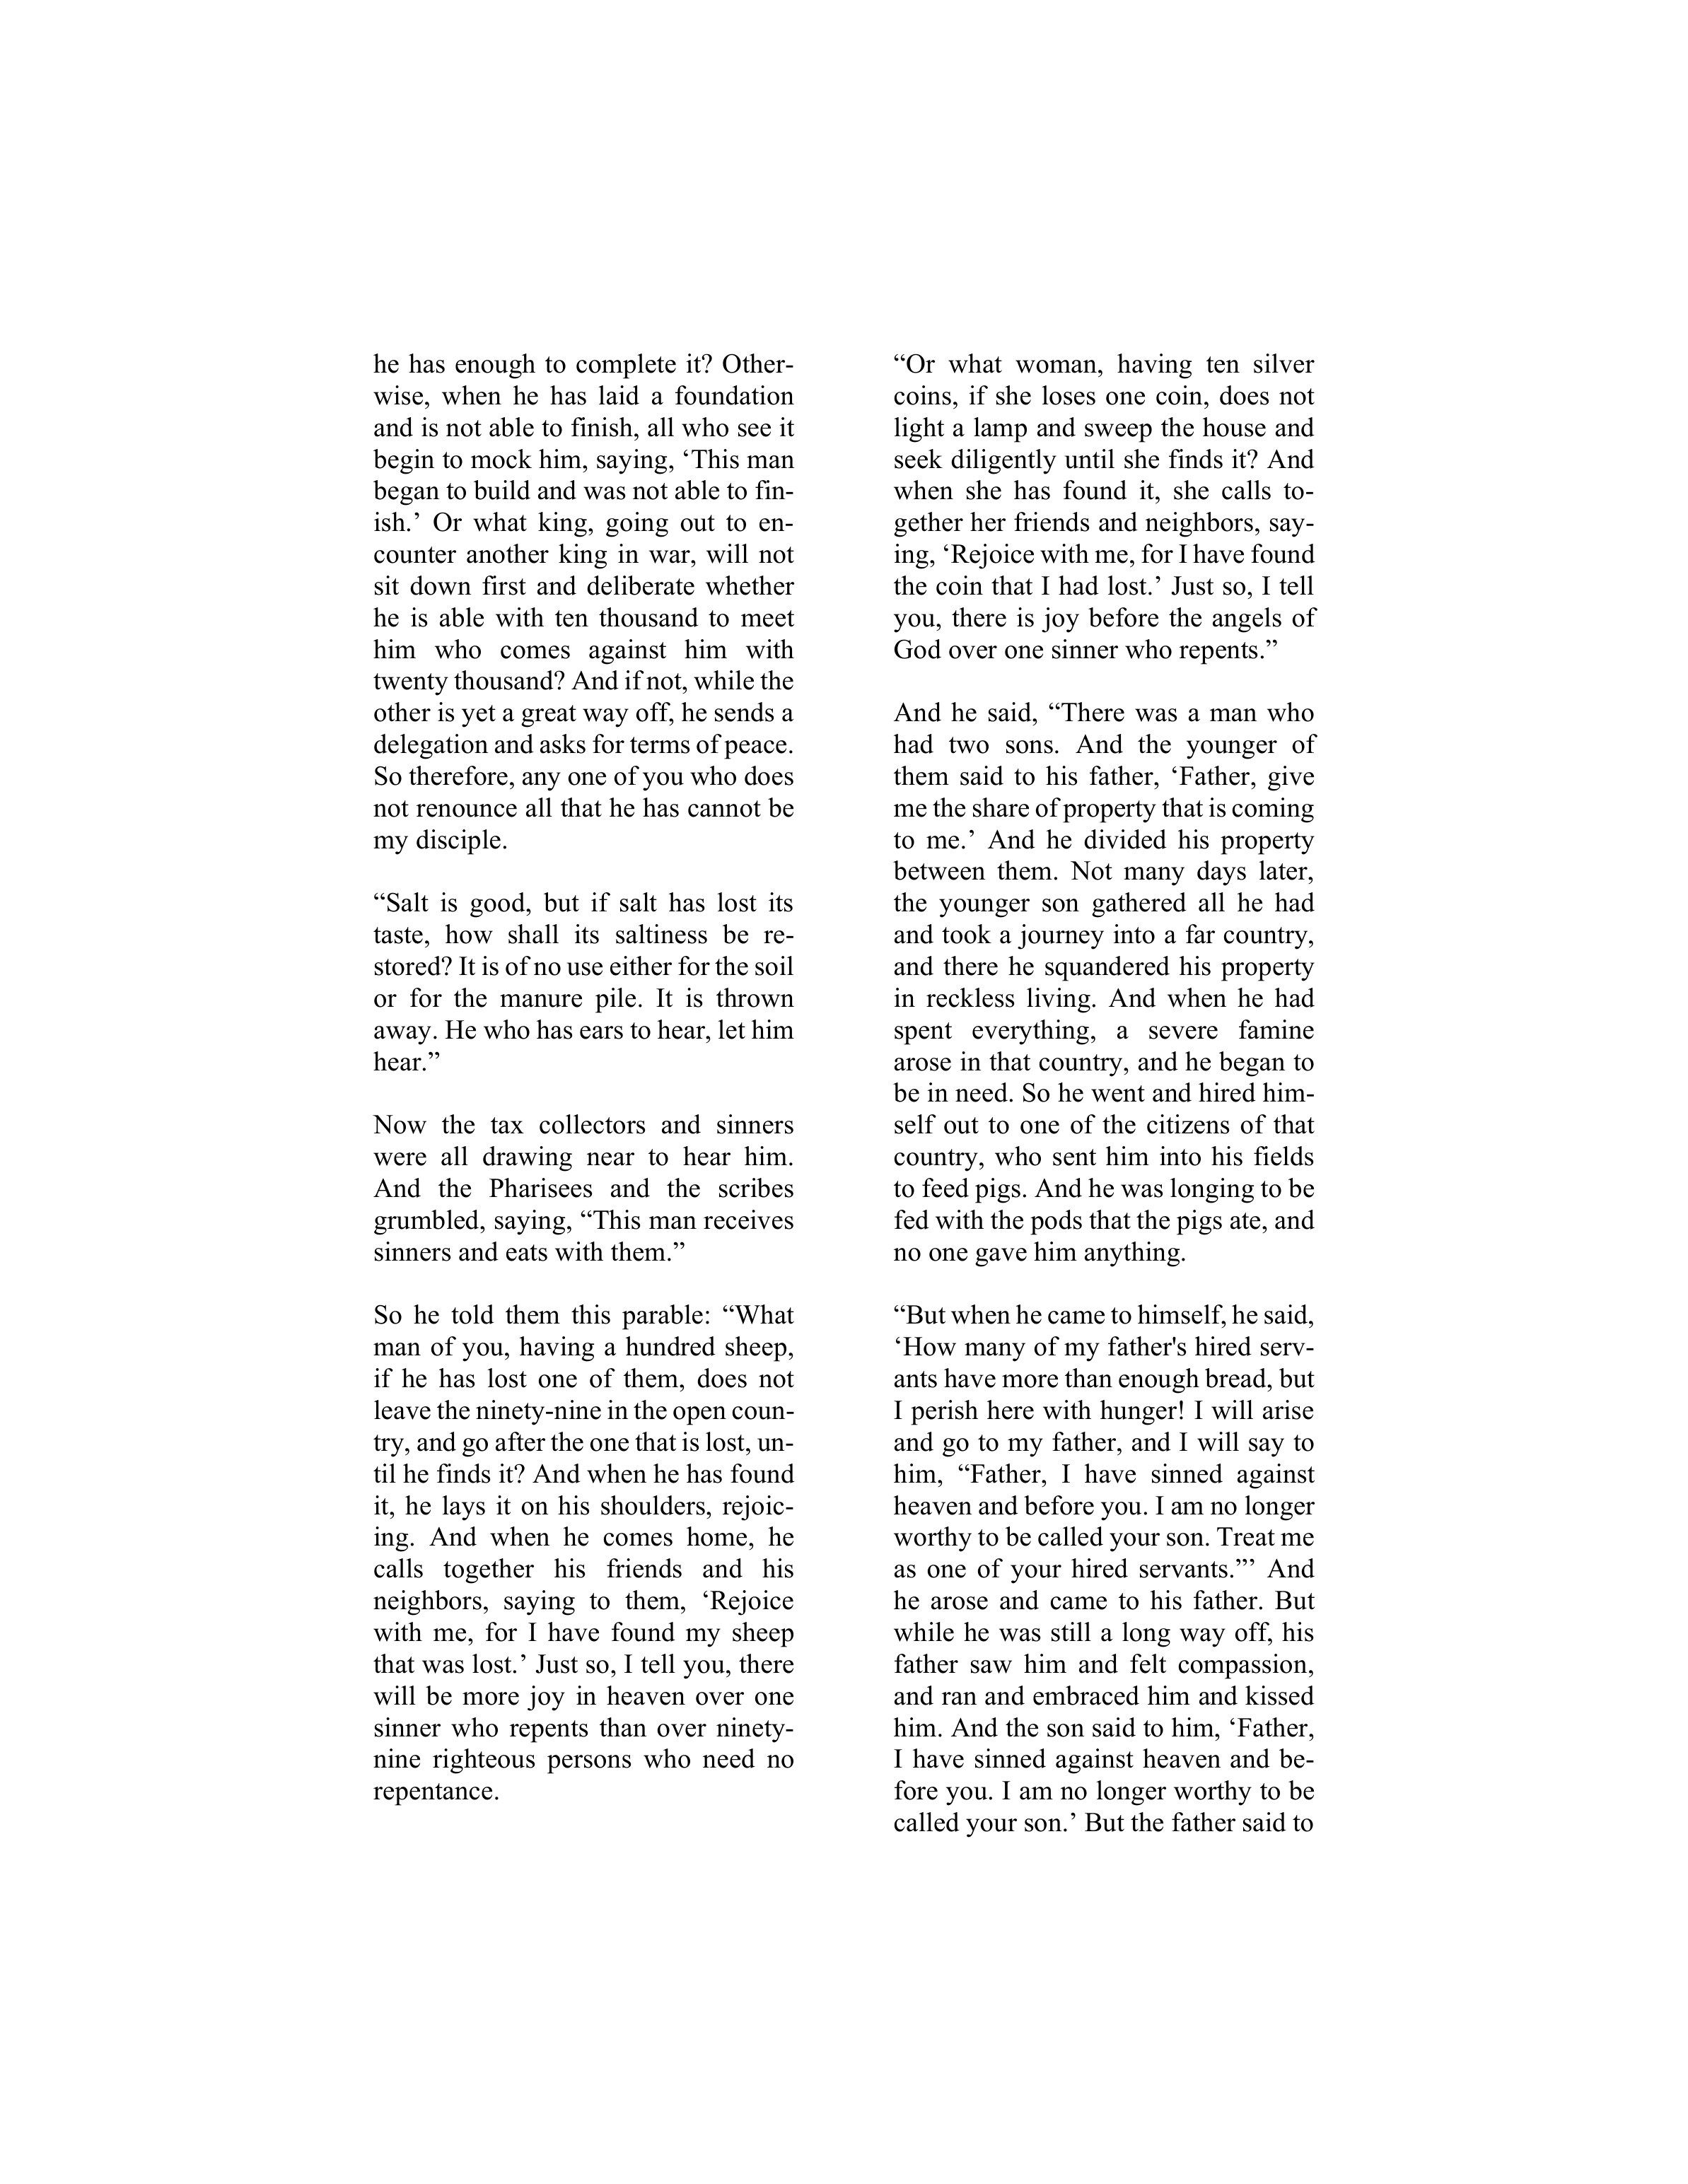 he has enough to complete it? Other-
wise, when he has laid a foundation
and is not able to finish, all who see it
begin to mock him, saying, ‘This man
began to build and was not able to fin-
ish.’ Or what king, going out to en-
counter another king in war, will not
sit down first and deliberate whether
he is able with ten thousand to meet
him who comes against him with
twenty thousand? And if not, while the
other is yet a great way off, he sends a
delegation and asks for terms of peace.
So therefore, any one of you who does
not renounce all that he has cannot be
my disciple.

“Salt is good, but if salt has lost its
taste, how shall its saltiness be re-
stored? It is of no use either for the soil
or for the manure pile. It is thrown
away. He who has ears to hear, let him
hear.”

Now the tax collectors and sinners
were all drawing near to hear him.
And the Pharisees and the scribes
grumbled, saying, “This man receives
sinners and eats with them.”

So he told them this parable: “What
man of you, having a hundred sheep,
if he has lost one of them, does not
leave the ninety-nine in the open coun-
try, and go after the one that is lost, un-
til he finds it? And when he has found
it, he lays it on his shoulders, rejoic-
ing. And when he comes home, he
calls together his friends and his
neighbors, saying to them, ‘Rejoice
with me, for I have found my sheep
that was lost.’ Just so, I tell you, there
will be more joy in heaven over one
sinner who repents than over ninety-
nine righteous persons who need no
repentance.

“Or what woman, having ten silver
coins, if she loses one coin, does not
light a lamp and sweep the house and
seek diligently until she finds it? And
when she has found it, she calls to-
gether her friends and neighbors, say-
ing, ‘Rejoice with me, for I have found
the coin that I had lost.’ Just so, I tell
you, there is joy before the angels of
God over one sinner who repents.”

And he said, “There was a man who
had two sons. And the younger of
them said to his father, ‘Father, give
me the share of property that is coming
to me.’ And he divided his property
between them. Not many days later,
the younger son gathered all he had
and took a journey into a far country,
and there he squandered his property
in reckless living. And when he had
spent everything, a severe famine
arose in that country, and he began to
be in need. So he went and hired him-
self out to one of the citizens of that
country, who sent him into his fields
to feed pigs. And he was longing to be
fed with the pods that the pigs ate, and
no one gave him anything.

“But when he came to himself, he said,
‘How many of my father's hired serv-
ants have more than enough bread, but
I perish here with hunger! I will arise
and go to my father, and I will say to
him, “Father, I have sinned against
heaven and before you. I am no longer
worthy to be called your son. Treat me
as one of your hired servants.”’ And
he arose and came to his father. But
while he was still a long way off, his
father saw him and felt compassion,
and ran and embraced him and kissed
him. And the son said to him, ‘Father,
I have sinned against heaven and be-
fore you. I am no longer worthy to be
called your son.’ But the father said to